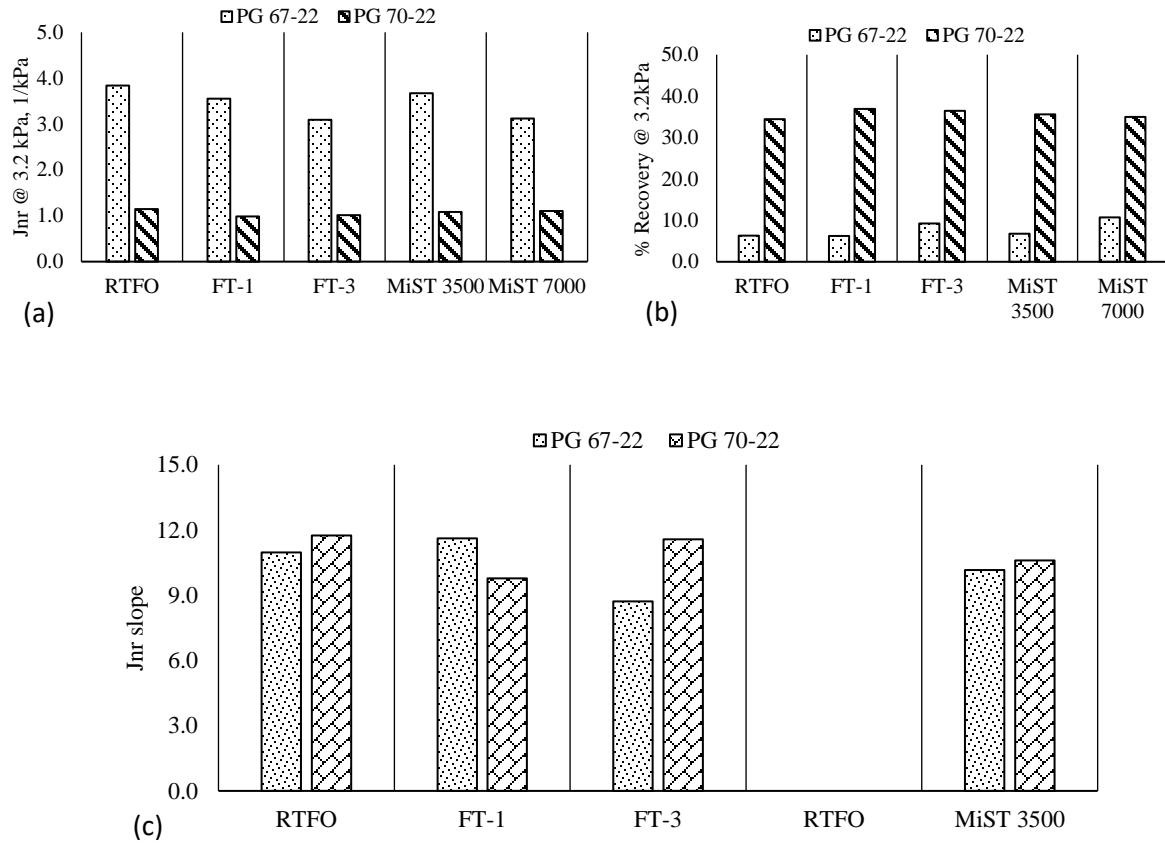 PG 67-22 PG 70-22
5.0
4.0
3.0
2.0
1.0
0.0
Jnr @ 3.2 kPa, 1/kPa
RTFO FT-1 FT-3 MiST 3500 MiST 7000
(a)
PG 67-22 PG 70-22
50.0
40.0
30.0
20.0
10.0
0.0
% Recovery @ 3.2kPa
RTFO FT-1 FT-3 MiST 3500 MiST 7000
(b)
PG 67-22 PG 70-22
15.0
12.0
9.0
6.0
3.0
0.0
Jnr slope
RTFO FT-1 FT-3 RTFO MiST 3500
(c)